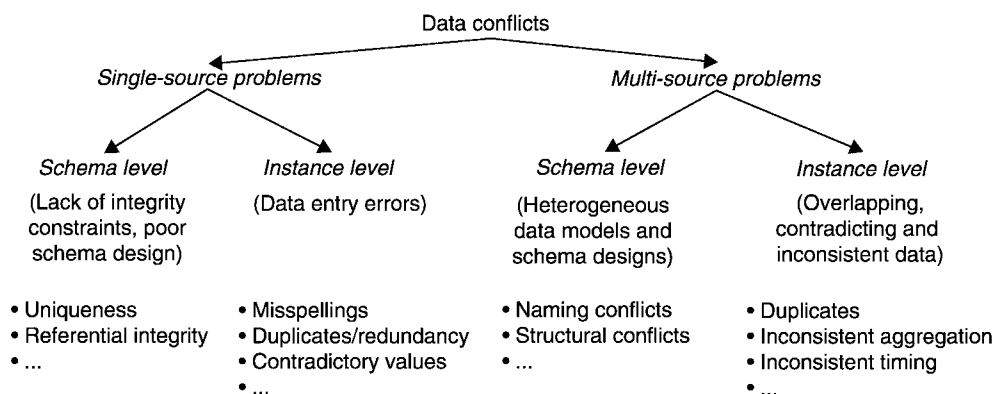 Data conflicts
Single-source problems
Multi-source problems
Schema level
(Lack of integrity
constraints, poor
schema design)
• Uniqueness
• Referential integrity
• ...
Instance level
(Data entry errors)
• Misspellings
• Duplicates/redundancy
• Contradictory values
• ...
Schema level
(Heterogeneous
data models and
schema designs)
• Naming conflicts
• Structural conflicts
• ...
Instance level
(Overlapping,
contradicting and
inconsistent data)
• Duplicates
• Inconsistent aggregation
• Inconsistent timing
• ...